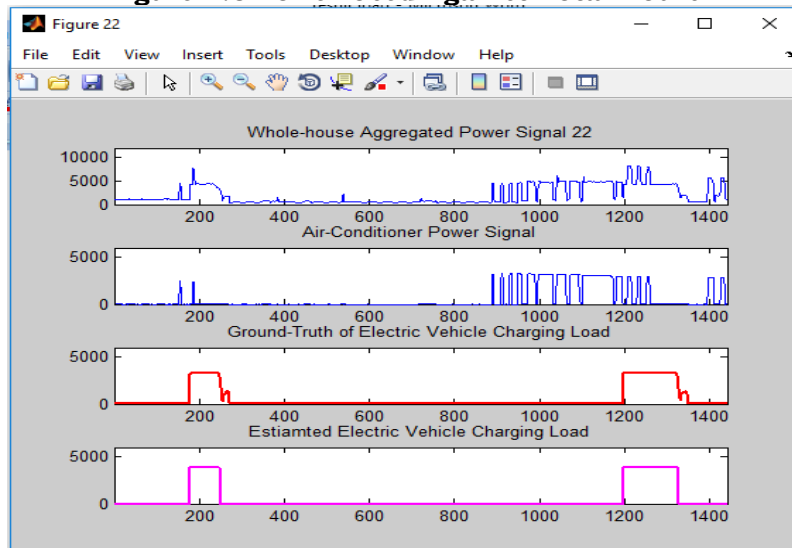 Figure 22
File Edit View Insert Tools Desktop Window Help
Whole-house Aggregated Power Signal 22
10000
5000
0
200 400 600 800 1000 1200 1400
Air-Conditioner Power Signal
5000
0
200 400 600 800 1000 1200 1400
Ground-Truth of Electric Vehicle Charging Load
5000
0
200 400 600 800 1000 1200 1400
Estiamted Electric Vehicle Charging Load
5000
0
200 400 600 800 1000 1200 1400